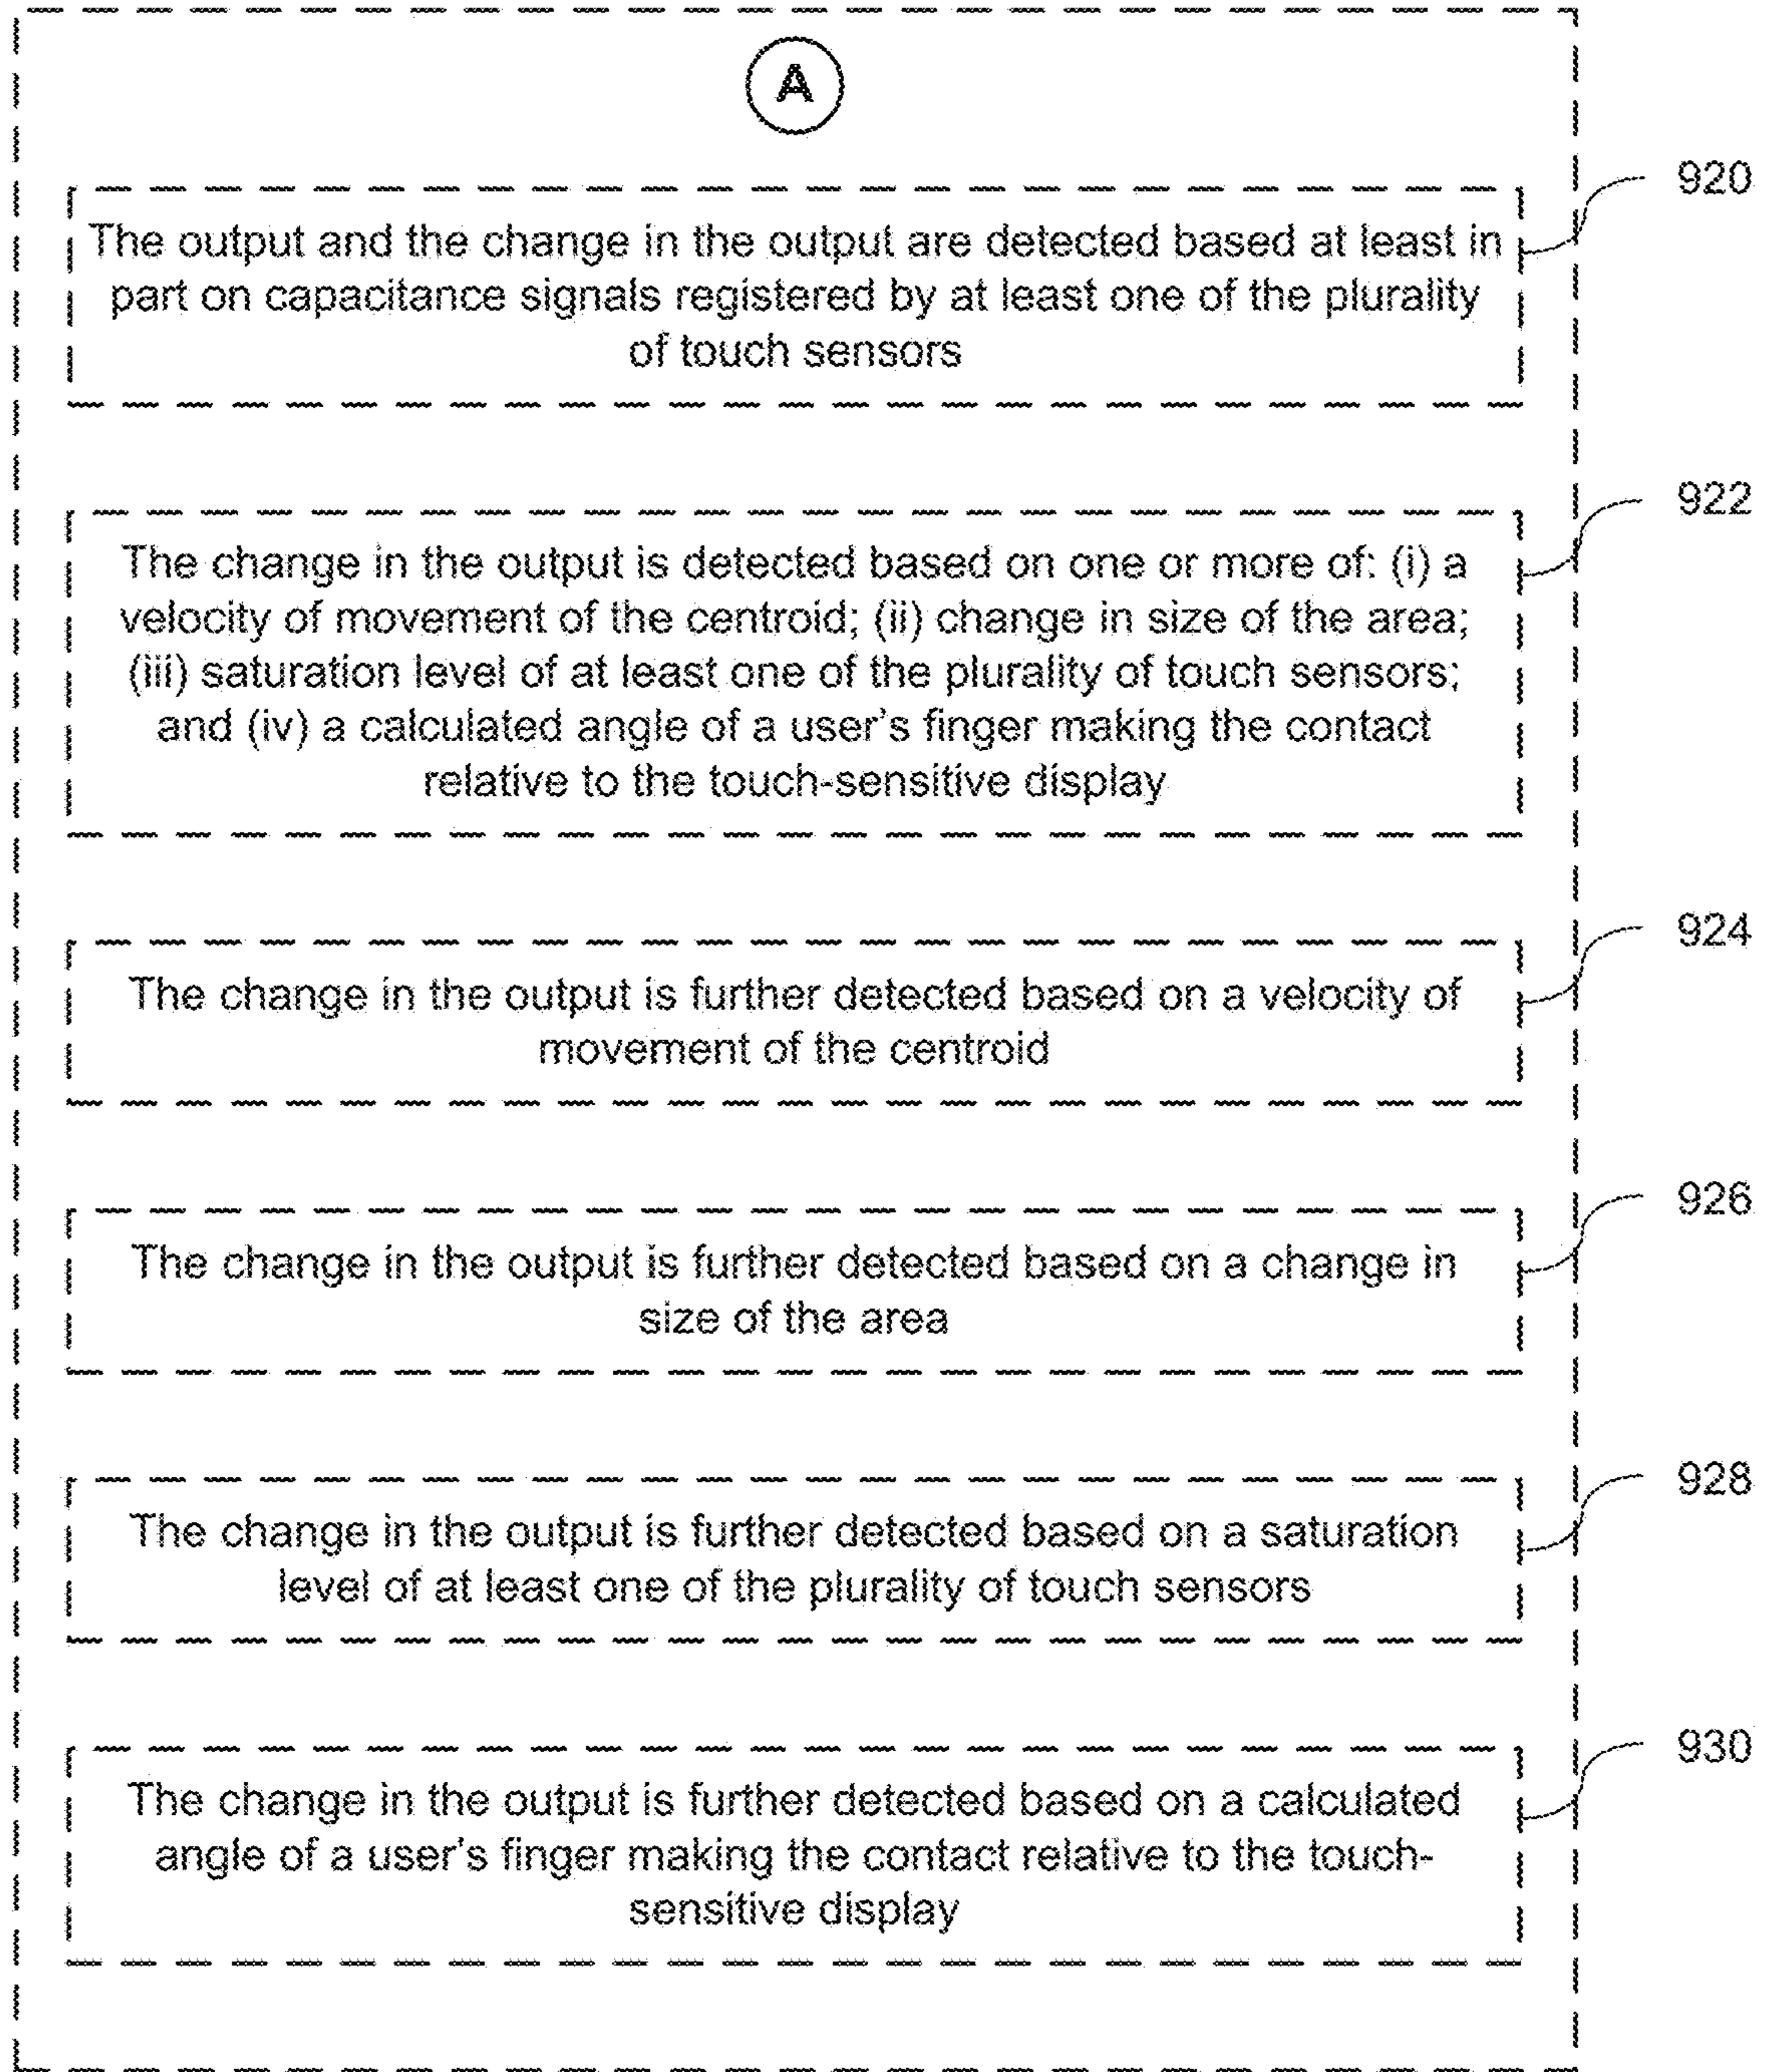 A
920
The output and the change in the output are detected based at least in
part on capacitance signals registered by at least one of the plurality
of touch sensors
922
The change in the output is detected based on one or more of: (i) a
velocity of movement of the centroid; (ii) change in size of the area;
(iii) saturation level of at least one of the plurality of touch sensors;
and (iv) a calculated angle of a user's finger making the contact
relative to the touch-sensitive display
924
The change in the output is further detected based on a velocity of
movement of the centroid
926
The change in the output is further detected based on a change in
size of the area
928
The change in the output is further detected based on a saturation
level of at least one of the plurality of touch sensors
930
The change in the output is further detected based on a calculated
angle of a user's finger making the contact relative to the touch-
sensitive display